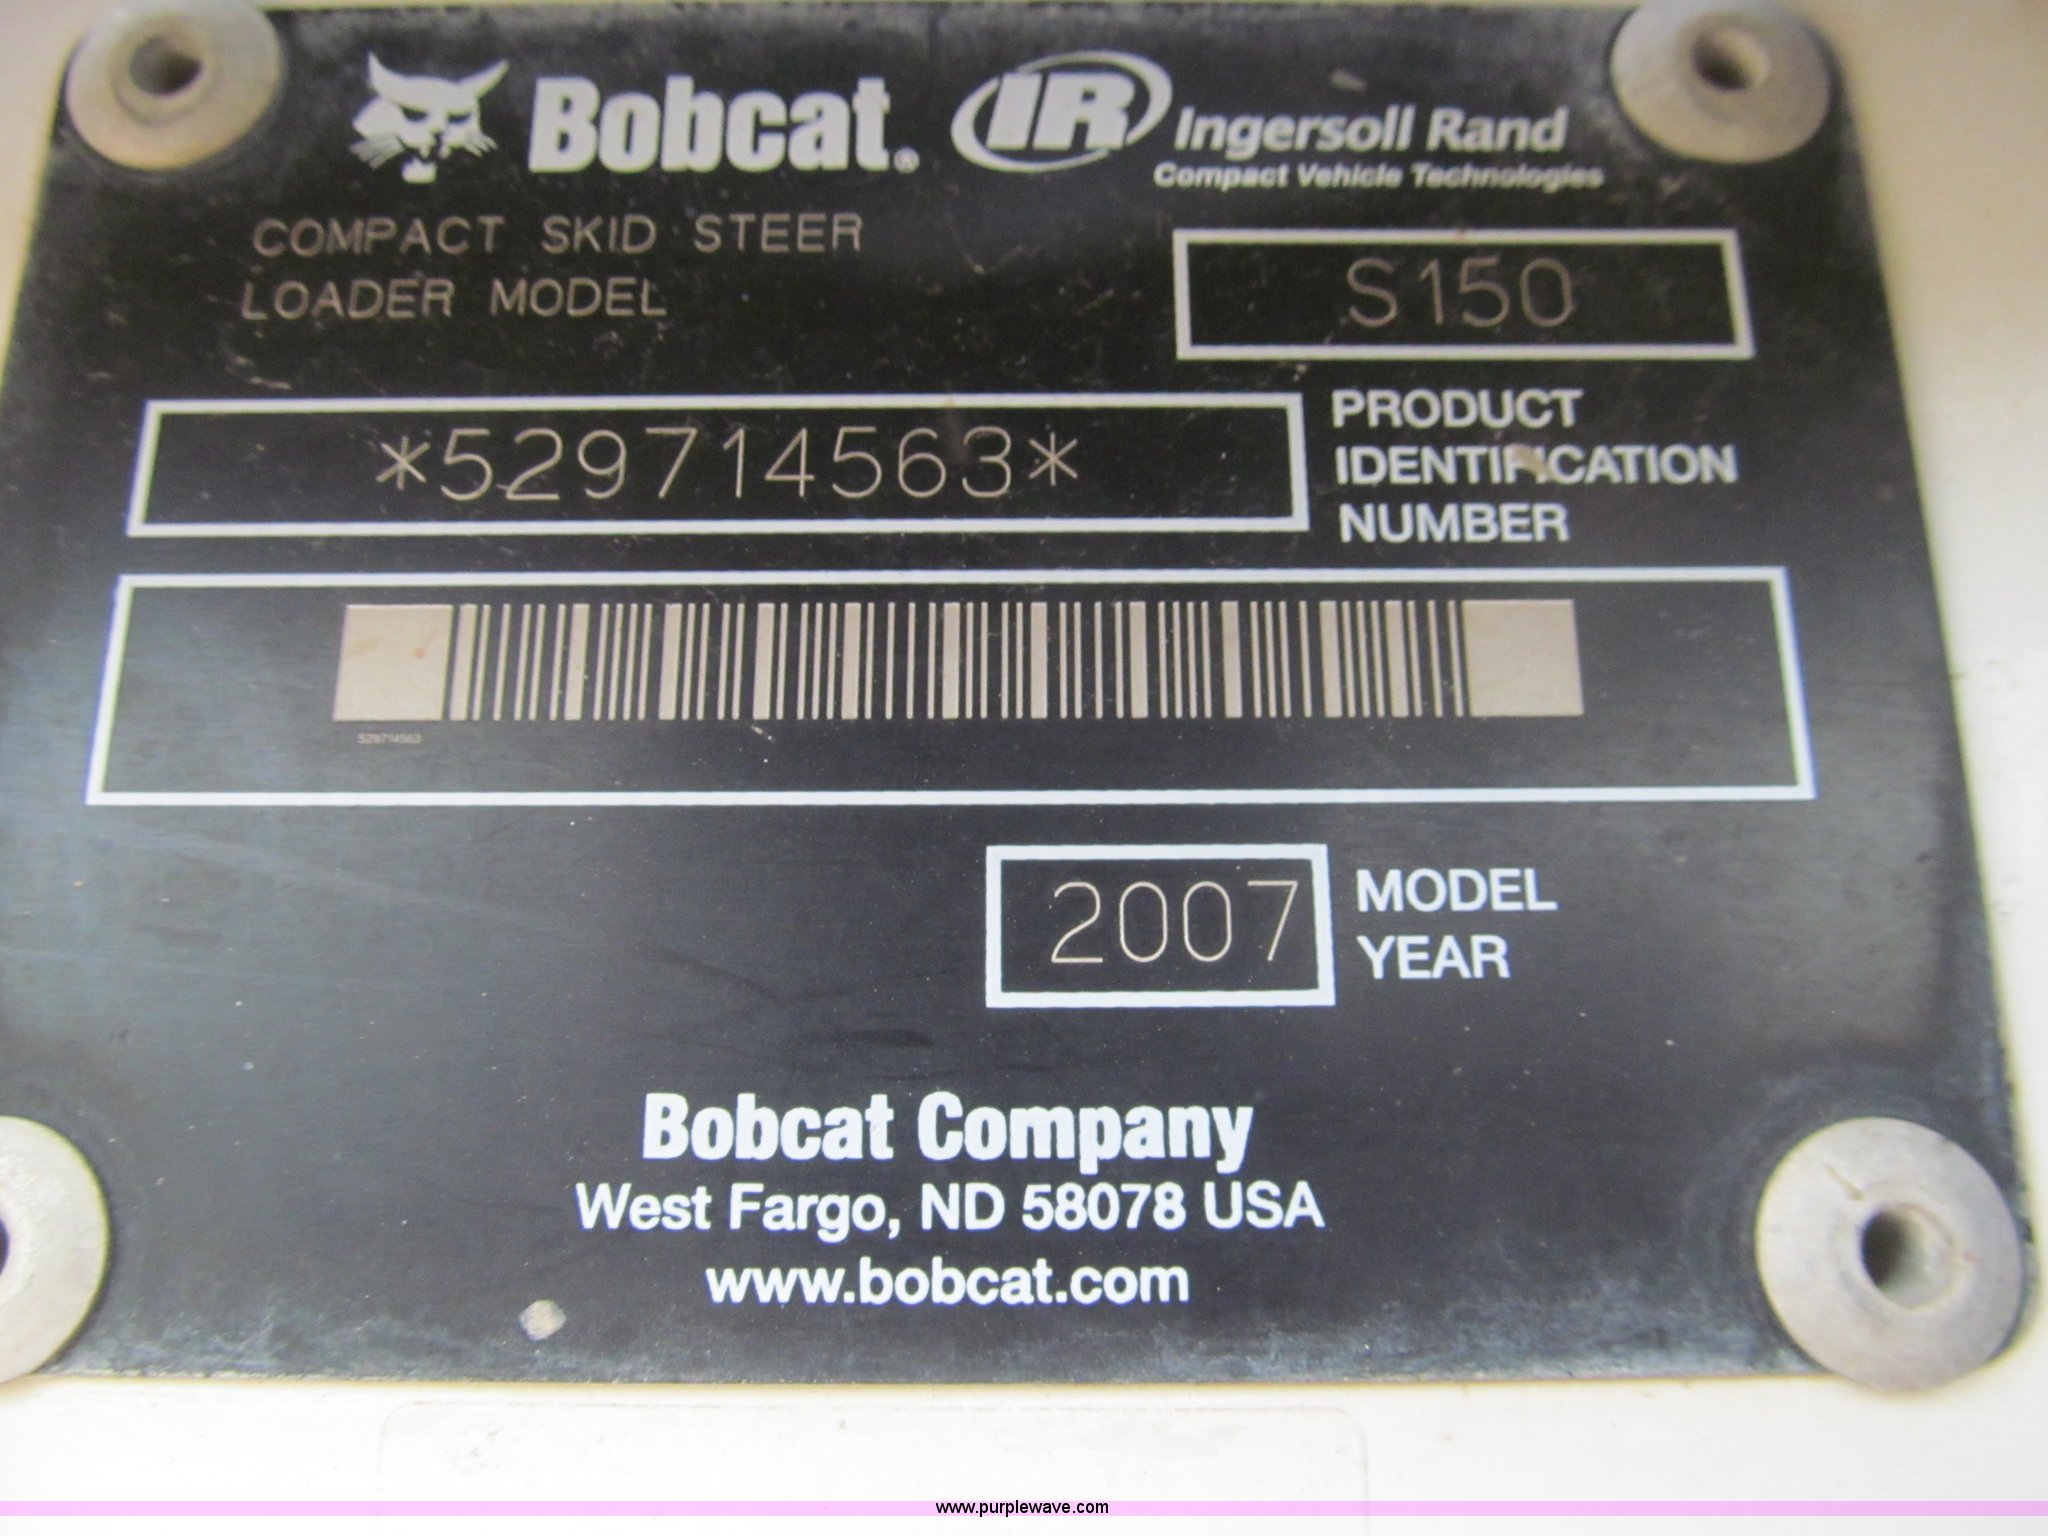 Bobcat® IR Ingersoll Rand
Compact Vehicle Technologies
COMPACT SKID STEER
LOADER MODEL
S150
*529714563*
PRODUCT
IDENTIFICATION
NUMBER
529714563
2007
MODEL
YEAR
Bobcat Company
West Fargo, ND 58078 USA
www.bobcat.com
www.purplewave.com